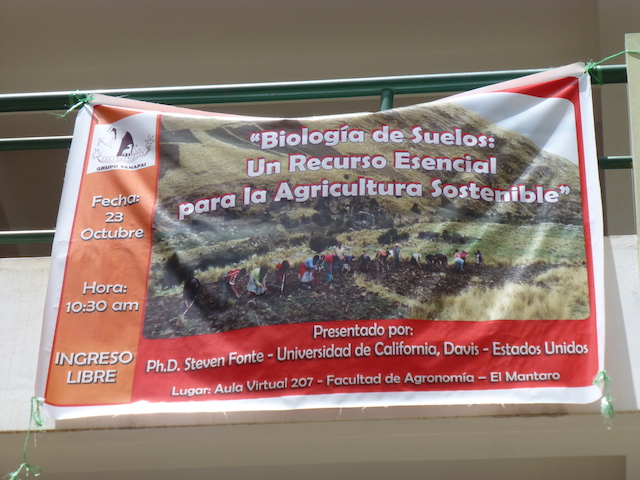 GRUPO YANAPAI
Fecha:
23
Octubre
Hora:
10:30 am
INGRESO
LIBRE
"Biología de Suelos:
Un Recurso Esencial
para la Agricultura Sostenible"
Presentado por:
Ph.D. Steven Fonte - Universidad de California, Davis - Estados Unidos
Lugar: Aula Virtual 207 - Facultad de Agronomía – El Mantaro